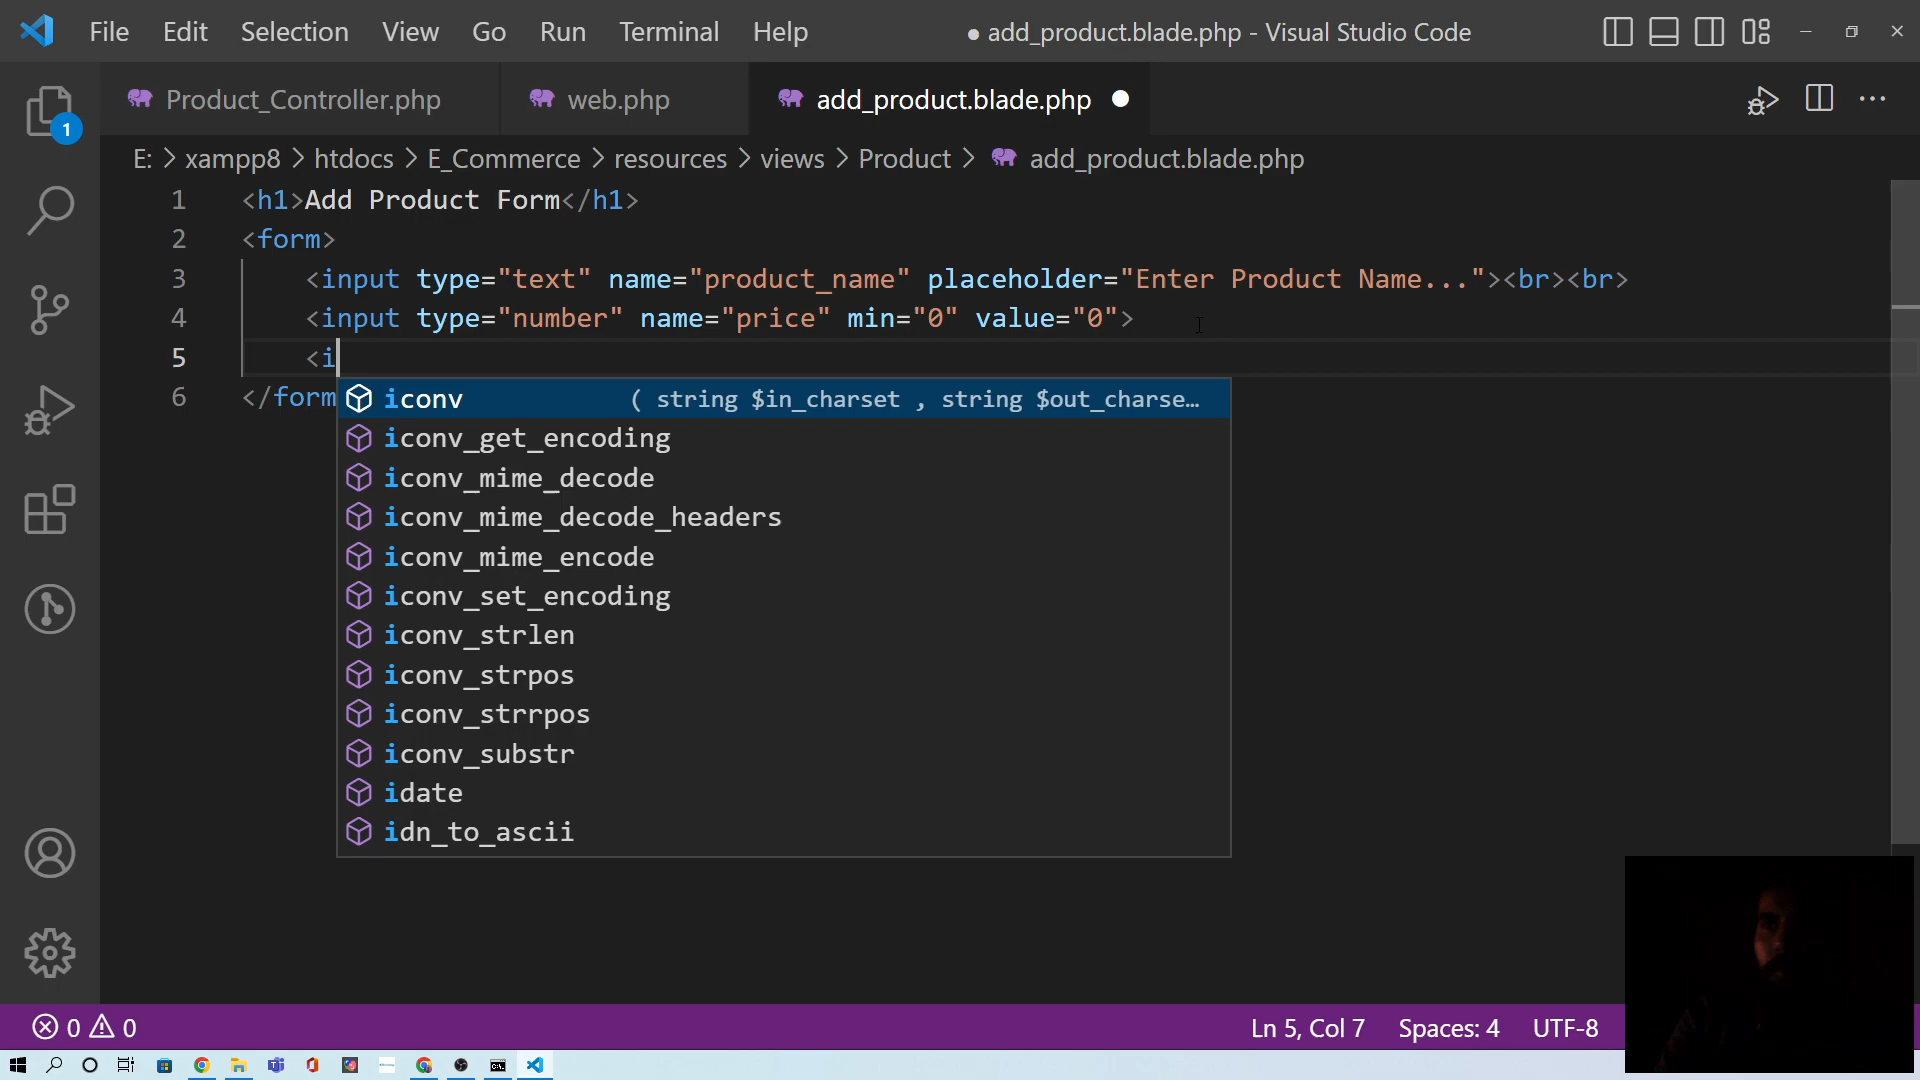 File Edit Selection View Go Run Terminal Help ● add_product.blade.php - Visual Studio Code
Product_Controller.php web.php add_product.blade.php
E: > xampp8 > htdocs > E_Commerce > resources > views > Product > add_product.blade.php
1 <h1>Add Product Form</h1>
2 <form>
3 <input type="text" name="product_name" placeholder="Enter Product Name..."><br><br>
4 <input type="number" name="price" min="0" value="0">
5 <i
6 </form
iconv ( string $in_charset , string $out_charse…
iconv_get_encoding
iconv_mime_decode
iconv_mime_decode_headers
iconv_mime_encode
iconv_set_encoding
iconv_strlen
iconv_strpos
iconv_strrpos
iconv_substr
idate
idn_to_ascii
1
0 0 Ln 5, Col 7 Spaces: 4 UTF-8